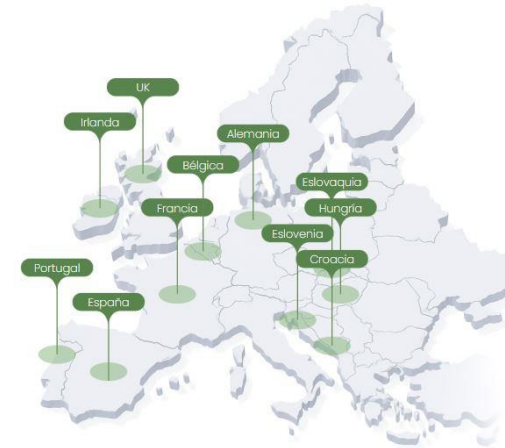 UK
Irlanda
Alemania
Bélgica
Eslovaquia
Francia
Hungría
Eslovenia
Croacia
Portugal
España